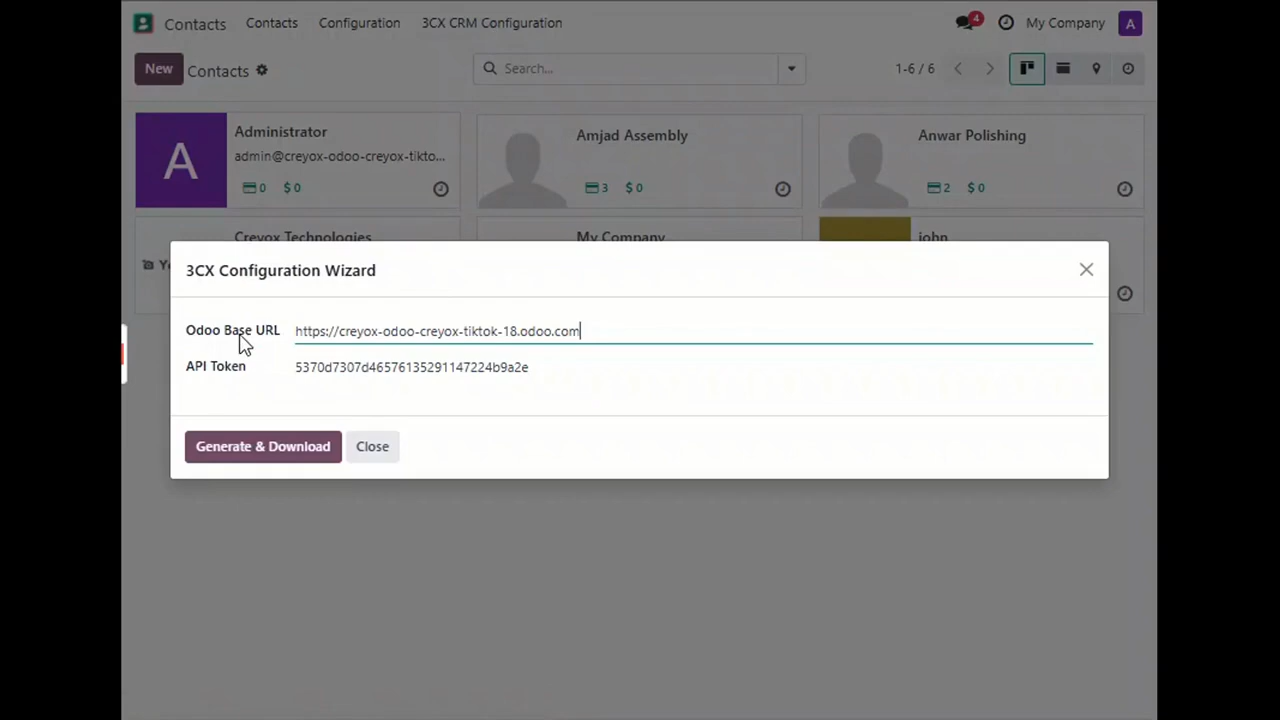 Contacts Contacts Configuration 3CX CRM Configuration 4 My Company A
New Contacts Search... 1-6 / 6
A Administrator
admin@creyox-odoo-creyox-tikto...
0 $ 0
Amjad Assembly
3 $ 0
Anwar Polishing
2 $ 0
Crevox Technologies
My Company
john
3CX Configuration Wizard
Odoo Base URL https://creyox-odoo-creyox-tiktok-18.odoo.com
API Token 5370d7307d46576135291147224b9a2e
Generate & Download Close